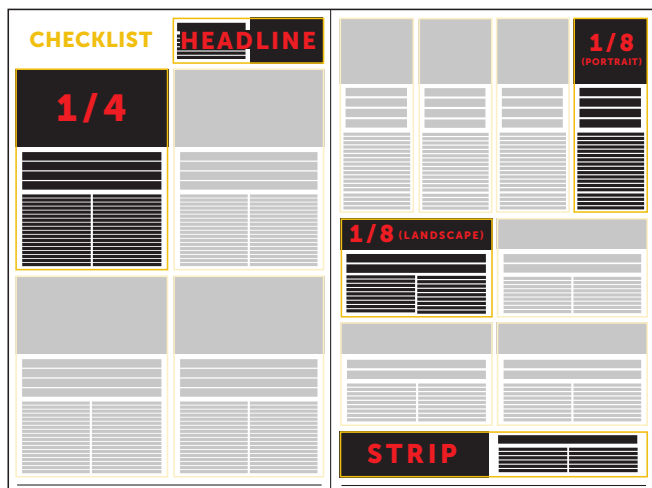 CHECKLIST
HEADLINE
1/4
1/8
(PORTRAIT)
1/8 (LANDSCAPE)
STRIP